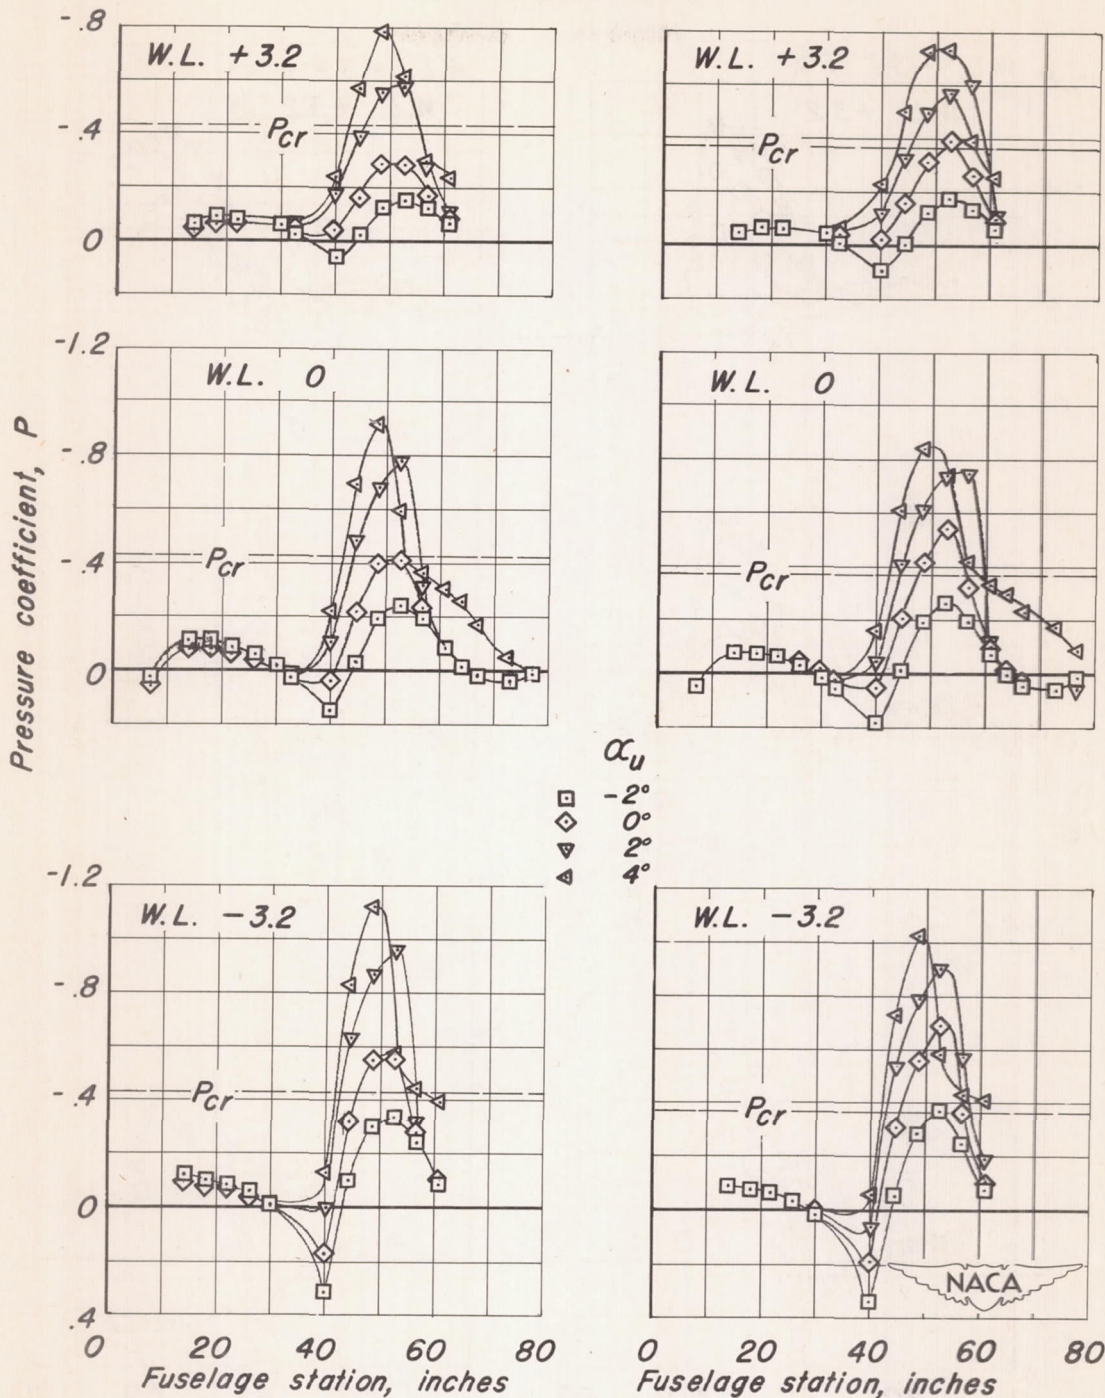 -.8
W.L. +3.2
W.L. +3.2
-.4
Pcr
Pcr
0
-1.2
W.L. 0
W.L. 0
-.8
Pressure coefficient, P
-.4
Pcr
Pcr
0
αu
-2°
0°
2°
4°
-1.2
W.L. -3.2
W.L. -3.2
-.8
-.4
Pcr
Pcr
0
NACA
.4
0 20 40 60 80
0 20 40 60 80
Fuselage station, inches
Fuselage station, inches